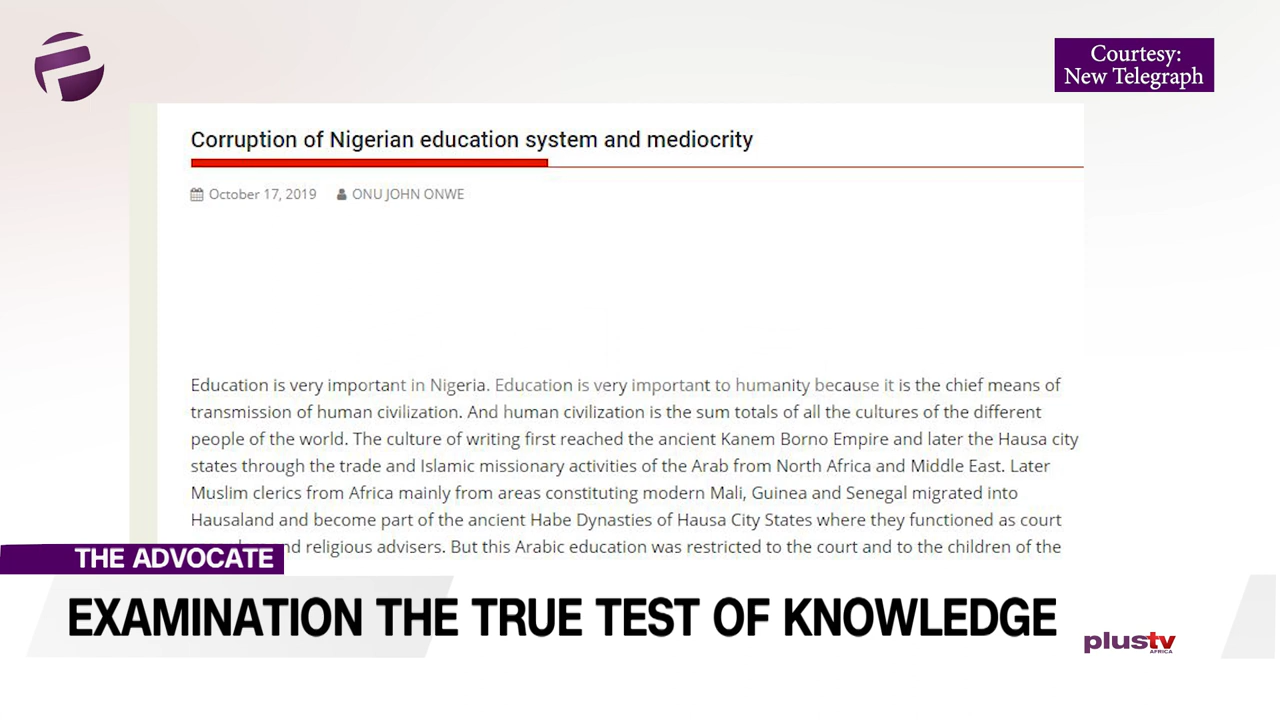 Courtesy:
New Telegraph
Corruption of Nigerian education system and mediocrity
October 17, 2019 ONU JOHN ONWE
Education is very important in Nigeria. Education is very important to humanity because it is the chief means of
transmission of human civilization. And human civilization is the sum totals of all the cultures of the different
people of the world. The culture of writing first reached the ancient Kanem Borno Empire and later the Hausa city
states through the trade and Islamic missionary activities of the Arab from North Africa and Middle East. Later
Muslim clerics from Africa mainly from areas constituting modern Mali, Guinea and Senegal migrated into
Hausaland and become part of the ancient Habe Dynasties of Hausa City States where they functioned as court
religious advisers. But this Arabic education was restricted to the court and to the children of the
THE ADVOCATE
EXAMINATION THE TRUE TEST OF KNOWLEDGE
plustv
AFRICA